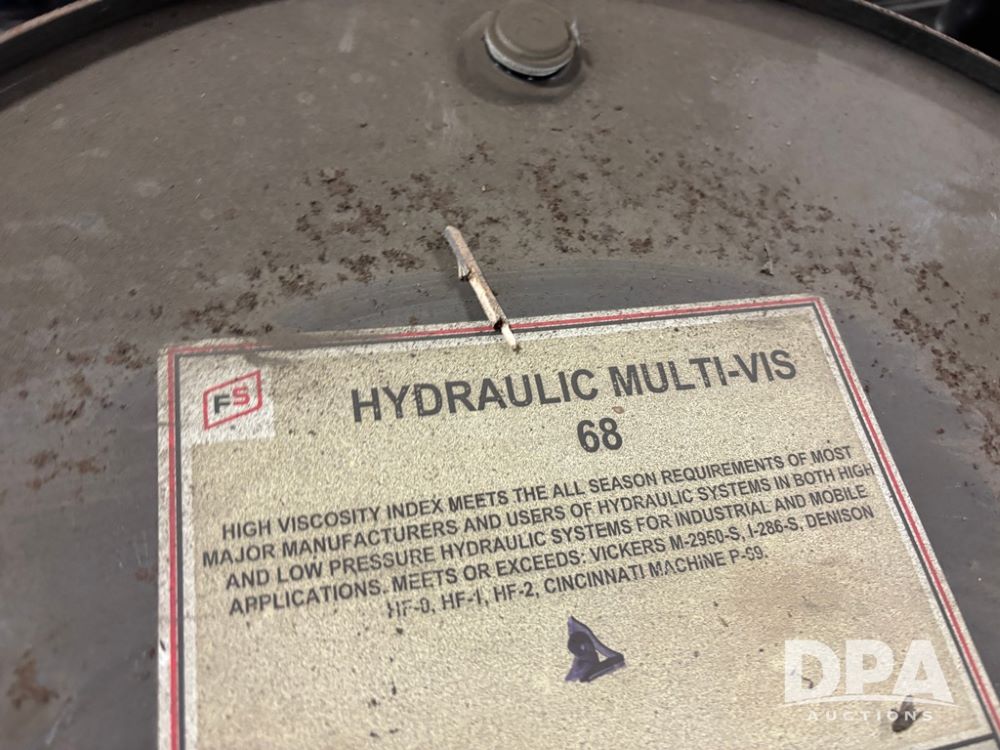 FS
HYDRAULIC MULTI-VIS
68
HIGH VISCOSITY INDEX MEETS THE ALL SEASON REQUIREMENTS OF MOST
MAJOR MANUFACTURERS AND USERS OF HYDRAULIC SYSTEMS IN BOTH HIGH
AND LOW PRESSURE HYDRAULIC SYSTEMS FOR INDUSTRIAL AND MOBILE
APPLICATIONS. MEETS OR EXCEEDS: VICKERS M-2950-S, I-286-S, DENISON
HF-0, HF-1, HF-2, CINCINNATI MACHINE P-69.
DPA
AUCTIONS